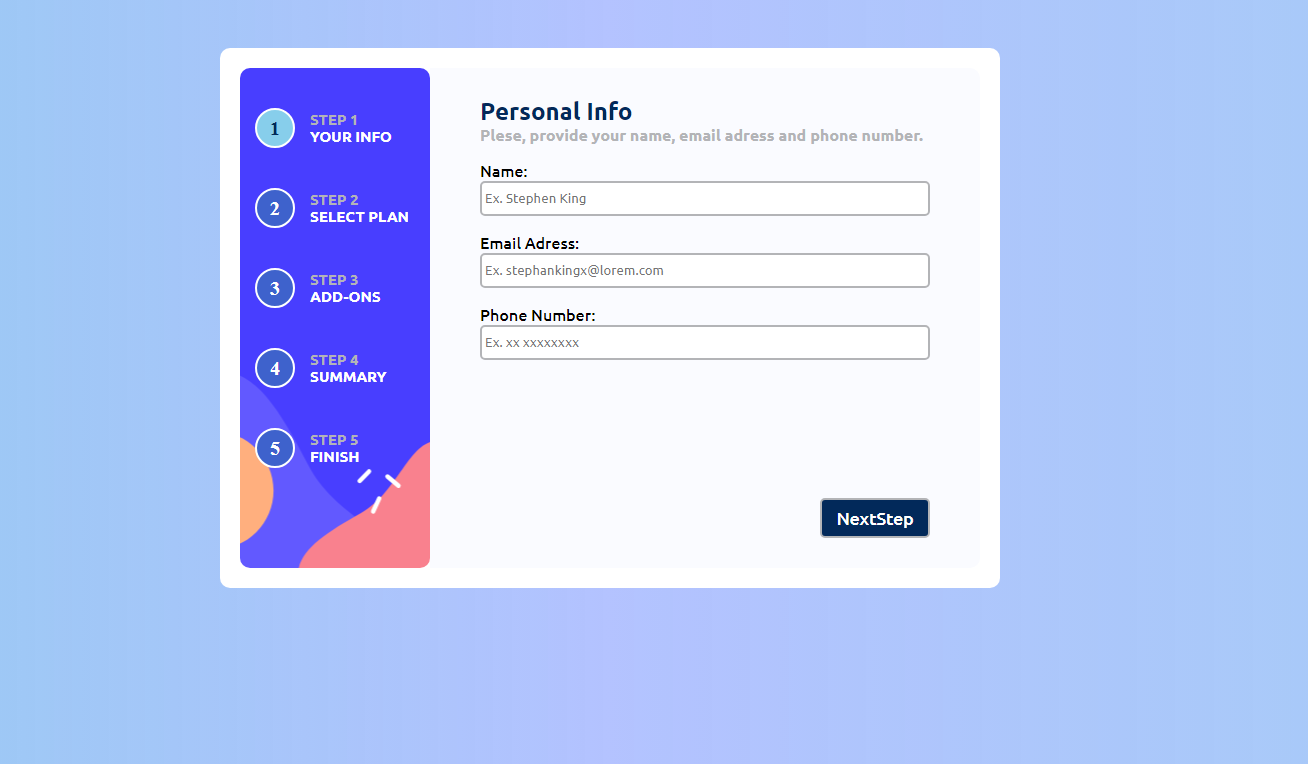 1
STEP 1
YOUR INFO
2
STEP 2
SELECT PLAN
3
STEP 3
ADD-ONS
4
STEP 4
SUMMARY
5
STEP 5
FINISH
Personal Info
Plese, provide your name, email adress and phone number.
Name:
Ex. Stephen King
Email Adress:
Ex. stephankingx@lorem.com
Phone Number:
Ex. xx xxxxxxxx
NextStep